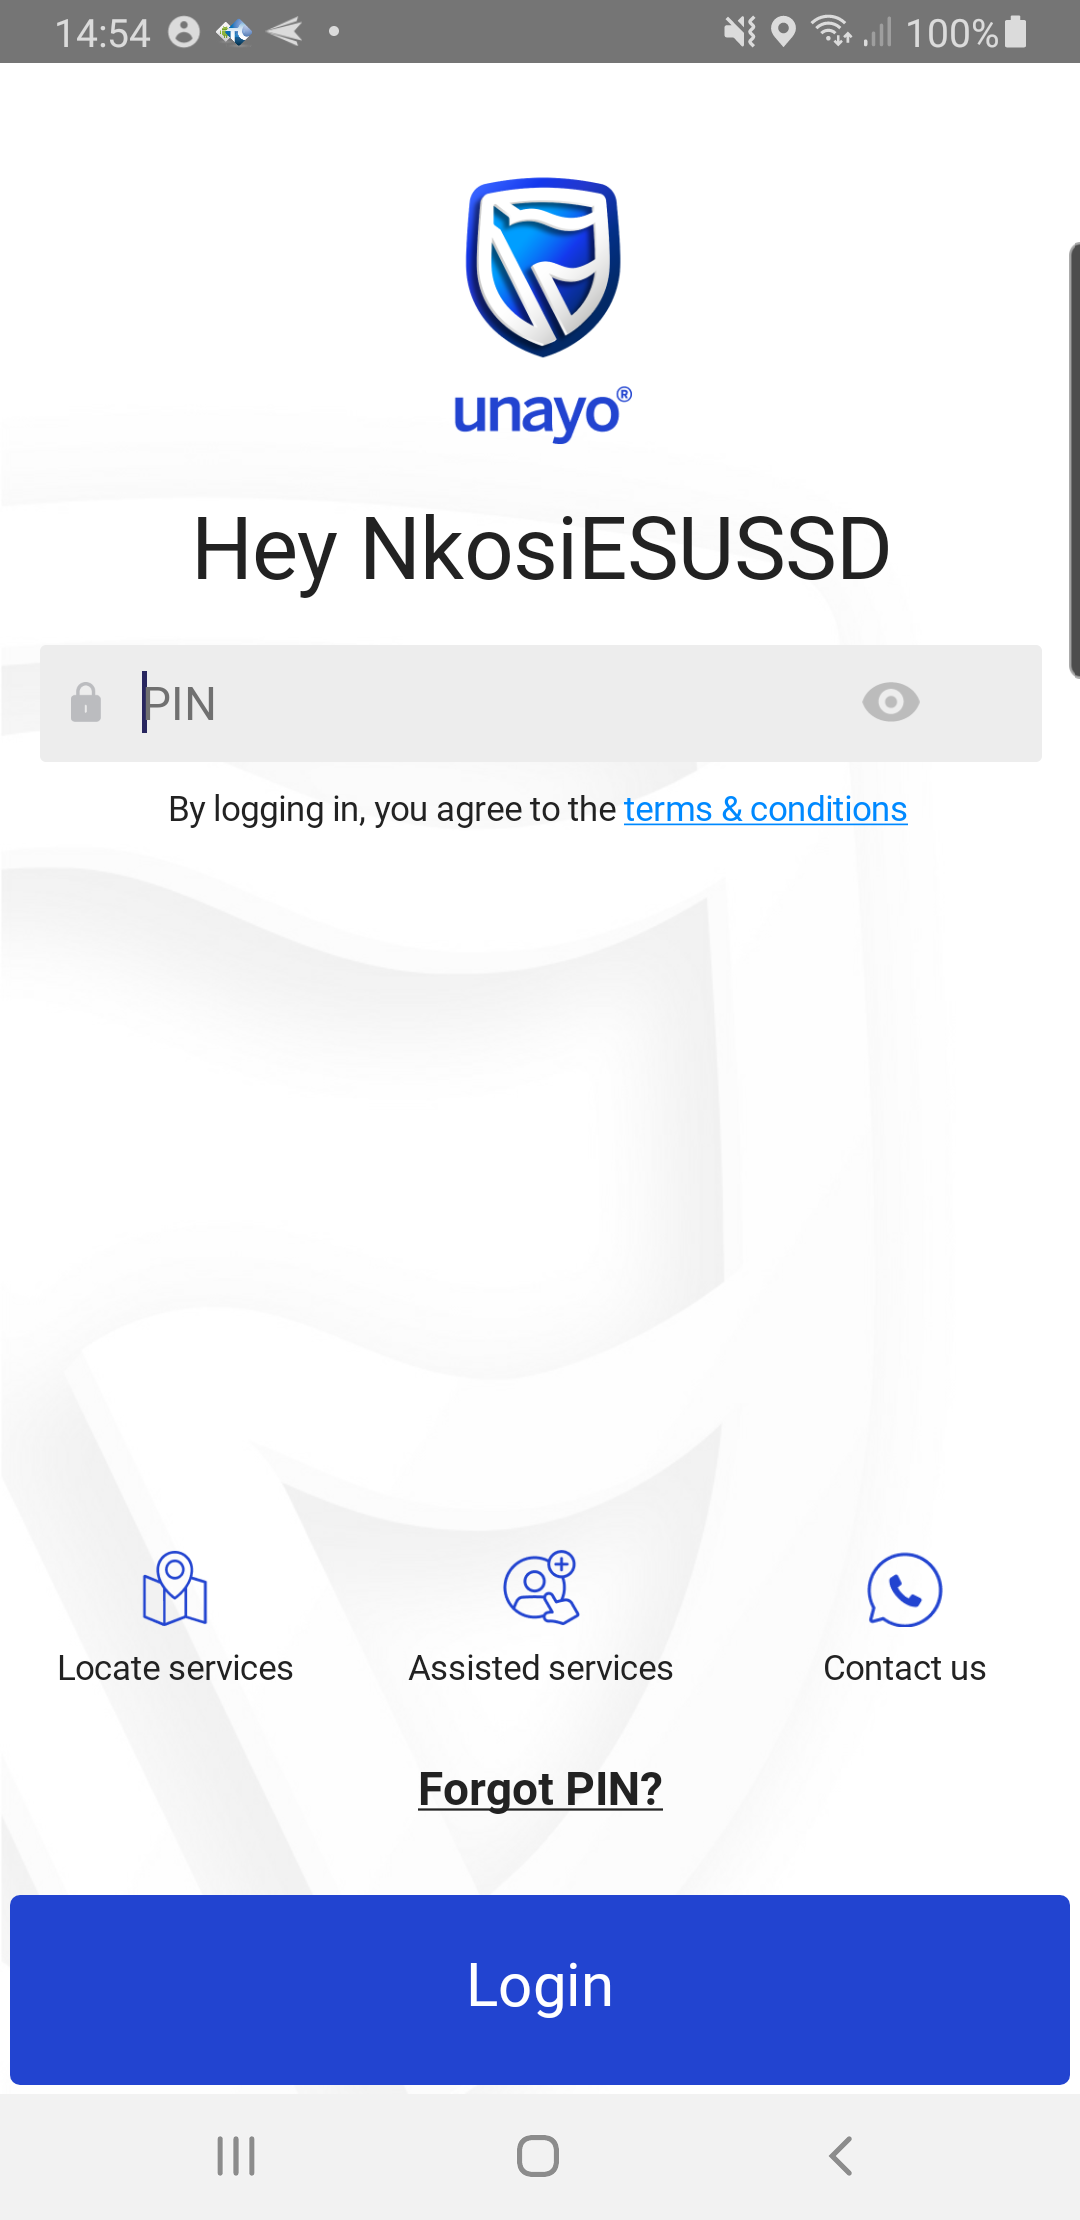 14:54
100%
unayo®
Hey NkosiESUSSD
PIN
By logging in, you agree to the terms & conditions
Locate services
Assisted services
Contact us
Forgot PIN?
Login